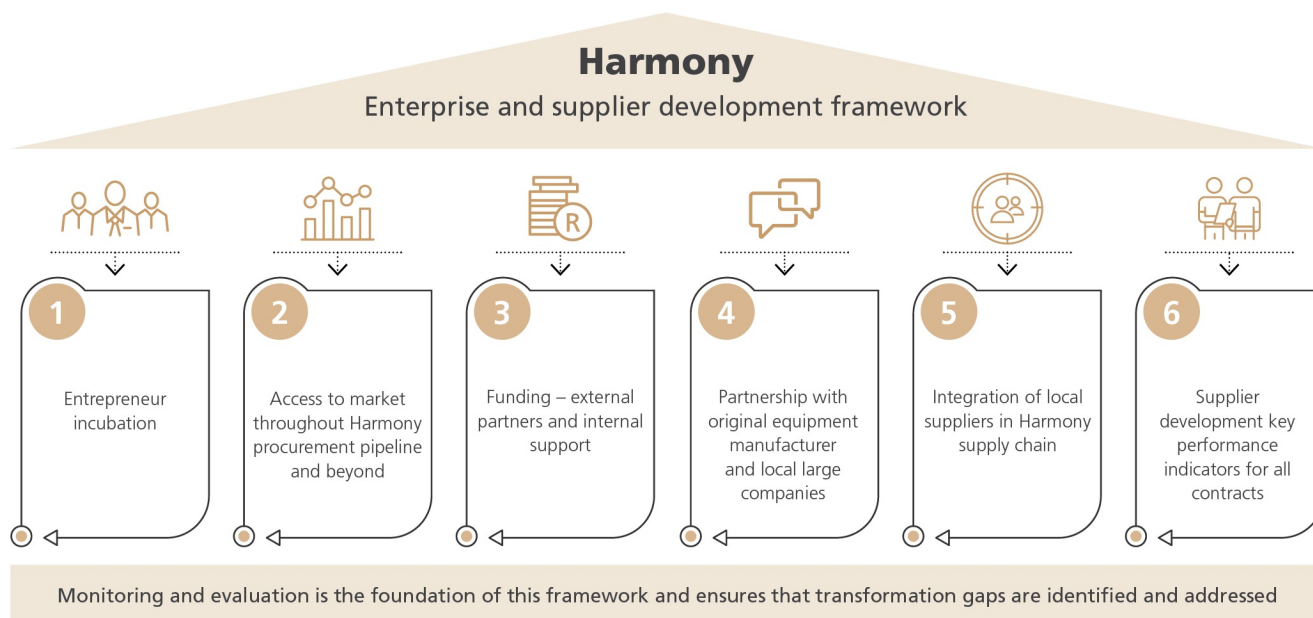 Harmony
Enterprise and supplier development framework
R
1
Entrepreneur
incubation
2
Access to market
throughout Harmony
procurement pipeline
and beyond
3
Funding – external
partners and internal
support
4
Partnership with
original equipment
manufacturer
and local large
companies
5
Integration of local
suppliers in Harmony
supply chain
6
Supplier
development key
performance
indicators for all
contracts
Monitoring and evaluation is the foundation of this framework and ensures that transformation gaps are identified and addressed